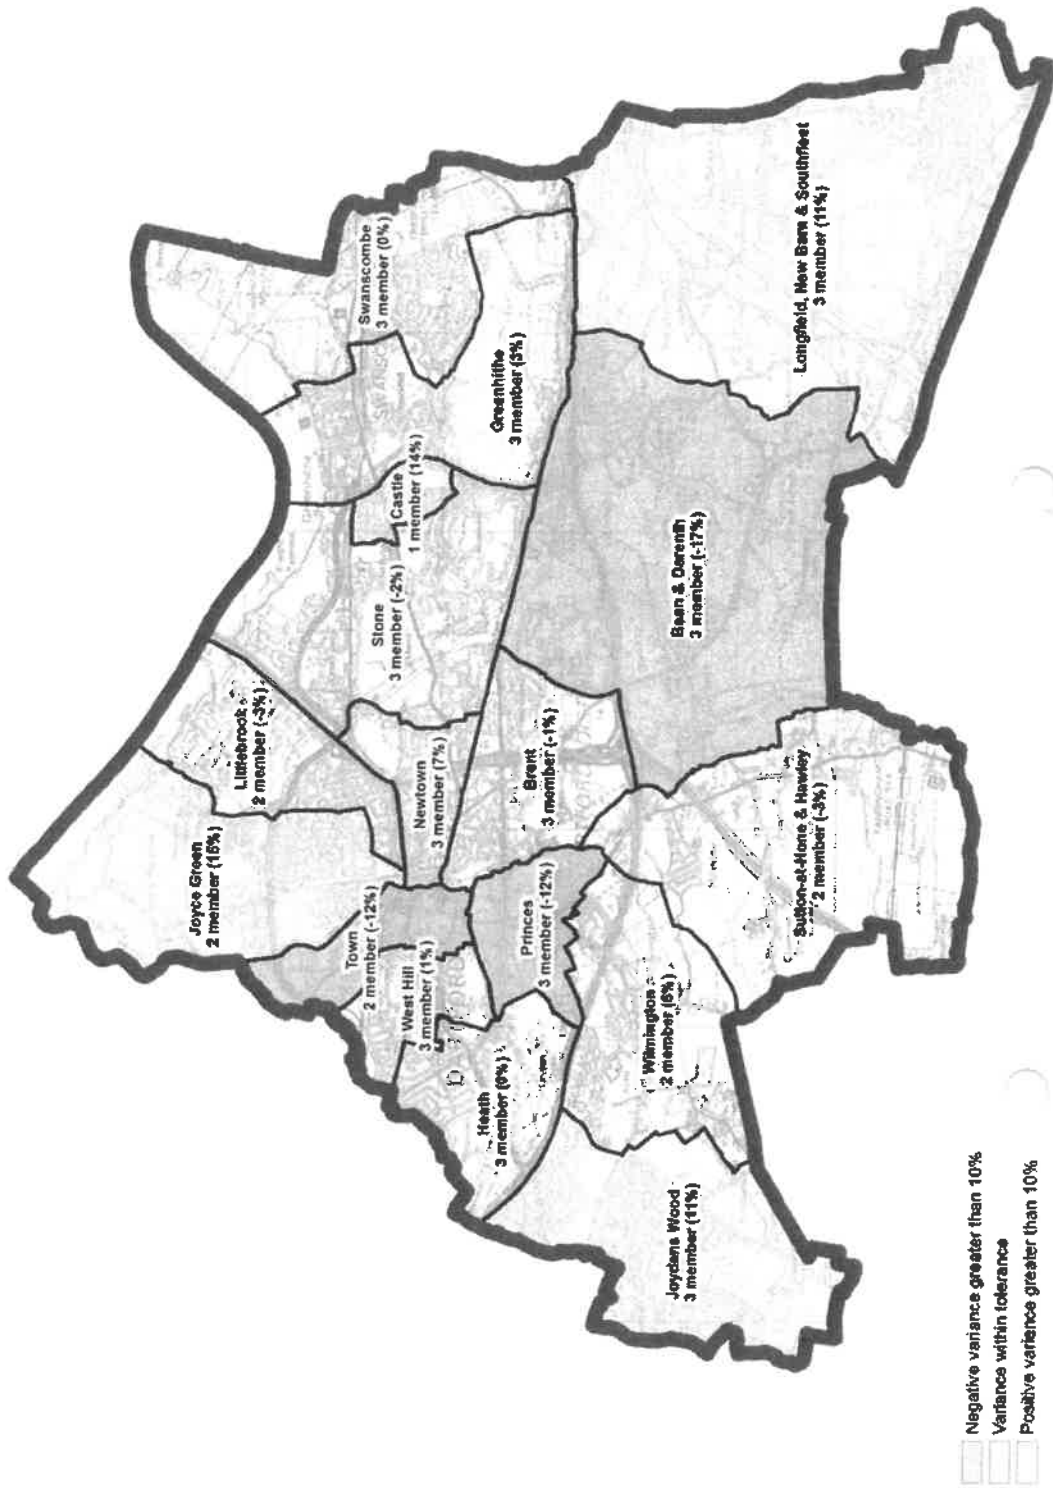 Joyce Green
2 member (15%)
Littlebrook
2 member (-3%)
Town
2 member (-12%)
West Hill
3 member (1%)
Newtown
3 member (7%)
Stone
3 member (-2%)
Castle
1 member (14%)
Swanscombe
3 member (0%)
Greenhithe
3 member (3%)
Heath
3 member (9%)
Princes
3 member (-12%)
Brent
3 member (-1%)
Joydens Wood
3 member (11%)
Wilmington
2 member (6%)
Sutton-at-Hone & Hawley
2 member (-3%)
Bean & Darenth
3 member (-17%)
Longfield, New Barn & Southfleet
3 member (11%)
Negative variance greater than 10%
Variance within tolerance
Positive variance greater than 10%